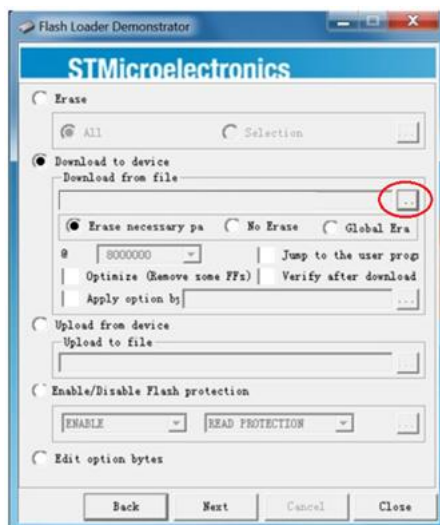 Flash Loader Demonstrator
STMicroelectronics
Erase
All Selection ...
Download to device
Download from file
..
Erase necessary pa No Erase Global Era
@ 8000000 Jump to the user prog
Optimize (Remove some FFs) Verify after download
Apply option by ...
Upload from device
Upload to file
...
Enable/Disable Flash protection
ENABLE READ PROTECTION ...
Edit option bytes
Back Next Cancel Close